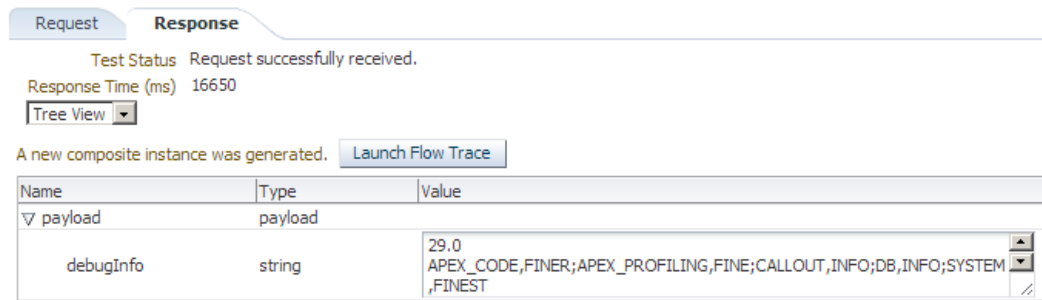 Request Response
Test Status Request successfully received.
Response Time (ms) 16650
Tree View
A new composite instance was generated. Launch Flow Trace
Name Type Value
payload payload
debugInfo string 29.0
APEX_CODE,FINER;APEX_PROFILING,FINE;CALLOUT,INFO;DB,INFO;SYSTEM
,FINEST